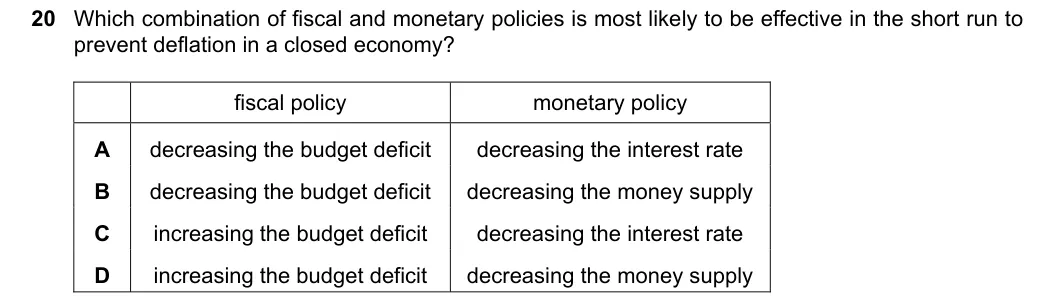 20 Which combination of fiscal and monetary policies is most likely to be effective in the short run to
prevent deflation in a closed economy?
fiscal policy monetary policy
A decreasing the budget deficit decreasing the interest rate
B decreasing the budget deficit decreasing the money supply
C increasing the budget deficit decreasing the interest rate
D increasing the budget deficit decreasing the money supply